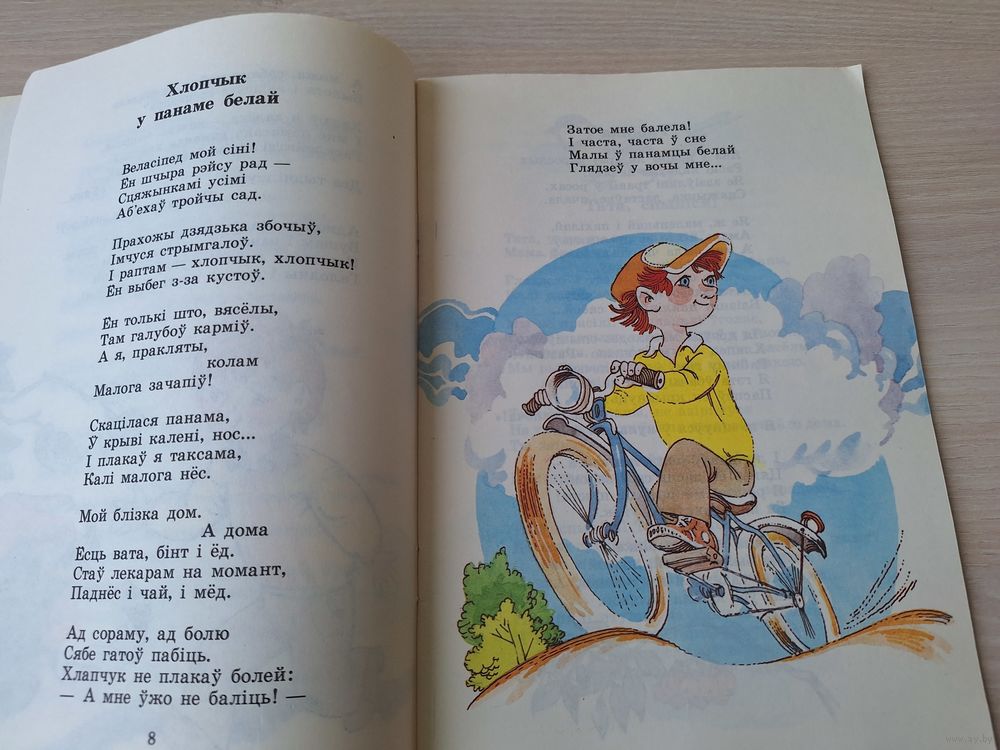 Хлопчык
у панаме белай
Веласіпед мой сіні!
Ён шчыра рэйсу рад —
Сцяжынкамі усімі
Аб'ехаў тройчы сад.
Прахожы дзядзька збочыў,
Імчуся стрымгалоў.
І раптам — хлопчык, хлопчык!
Ён выбег з-за кустоў.
Ён толькі што, вясёлы,
Там галубоў карміў.
А я, пракляты,
колам
Малога зачапіў!
Скацілася панама,
Ў крыві калені, нос...
І плакаў я таксама,
Калі малога нёс.
Мой блізка дом.
А дома
Ёсць вата, бінт і ёд.
Стаў лекарам на момант,
Паднёс і чай, і мёд.
Ад сораму, ад болю
Сябе гатоў пабіць.
Хлапчук не плакаў болей:
— А мне ўжо не баліць! —
8
Затое мне балела!
І часта, часта ў сне
Малы ў панамцы белай
Глядзеў у вочы мне...
www.ay.by